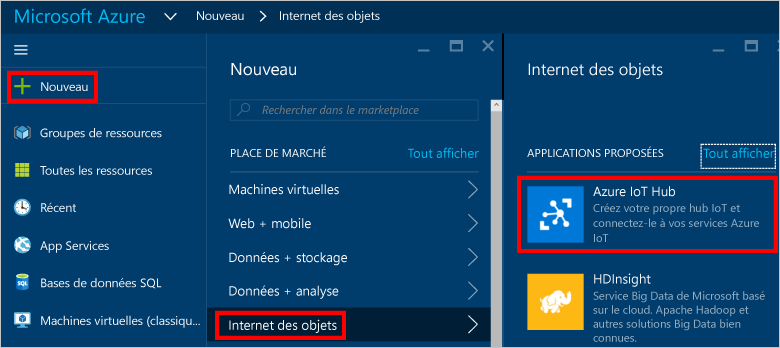 Microsoft Azure Nouveau Internet des objets
Nouveau
Groupes de ressources
Toutes les ressources
Récent
App Services
Bases de données SQL
Machines virtuelles (classiqu...
Nouveau
Rechercher dans le marketplace
PLACE DE MARCHÉ Tout afficher
Machines virtuelles
Web + mobile
Données + stockage
Données + analyse
Internet des objets
Internet des objets
APPLICATIONS PROPOSÉES Tout afficher
Azure IoT Hub
Créez votre propre hub IoT et
connectez-le à vos services Azure
IoT
HDInsight
Service Big Data de Microsoft basé
sur le cloud. Apache Hadoop et
autres solutions Big Data bien
connues.